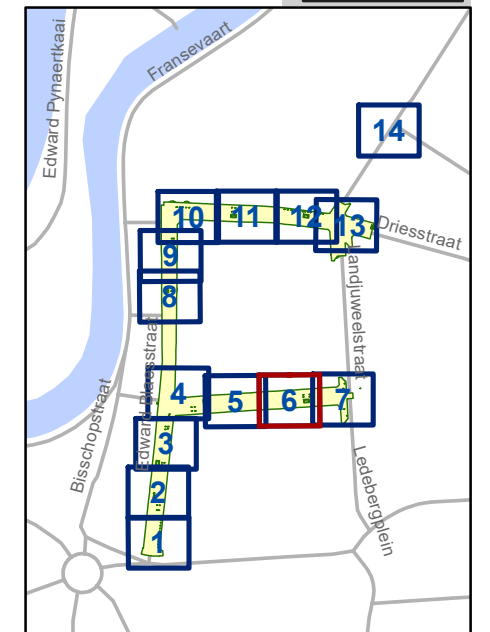 Edward Pynaertkaai
Fransevaart
14
10
11
12
13
Driesstraat
9
Landjuweelstraat
8
Edward Blaesstraat
4
5
6
7
Bisschopstraat
3
Ledebergplein
2
1